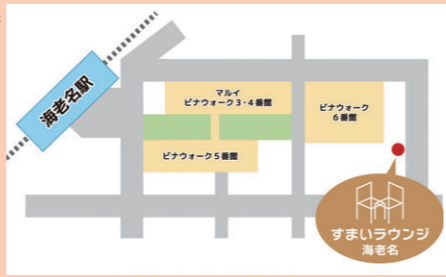 海老名駅
マルイ
ビナウォーク3・4番館
ビナウォーク
6番館
ビナウォーク5番館
すまいラウンジ
海老名